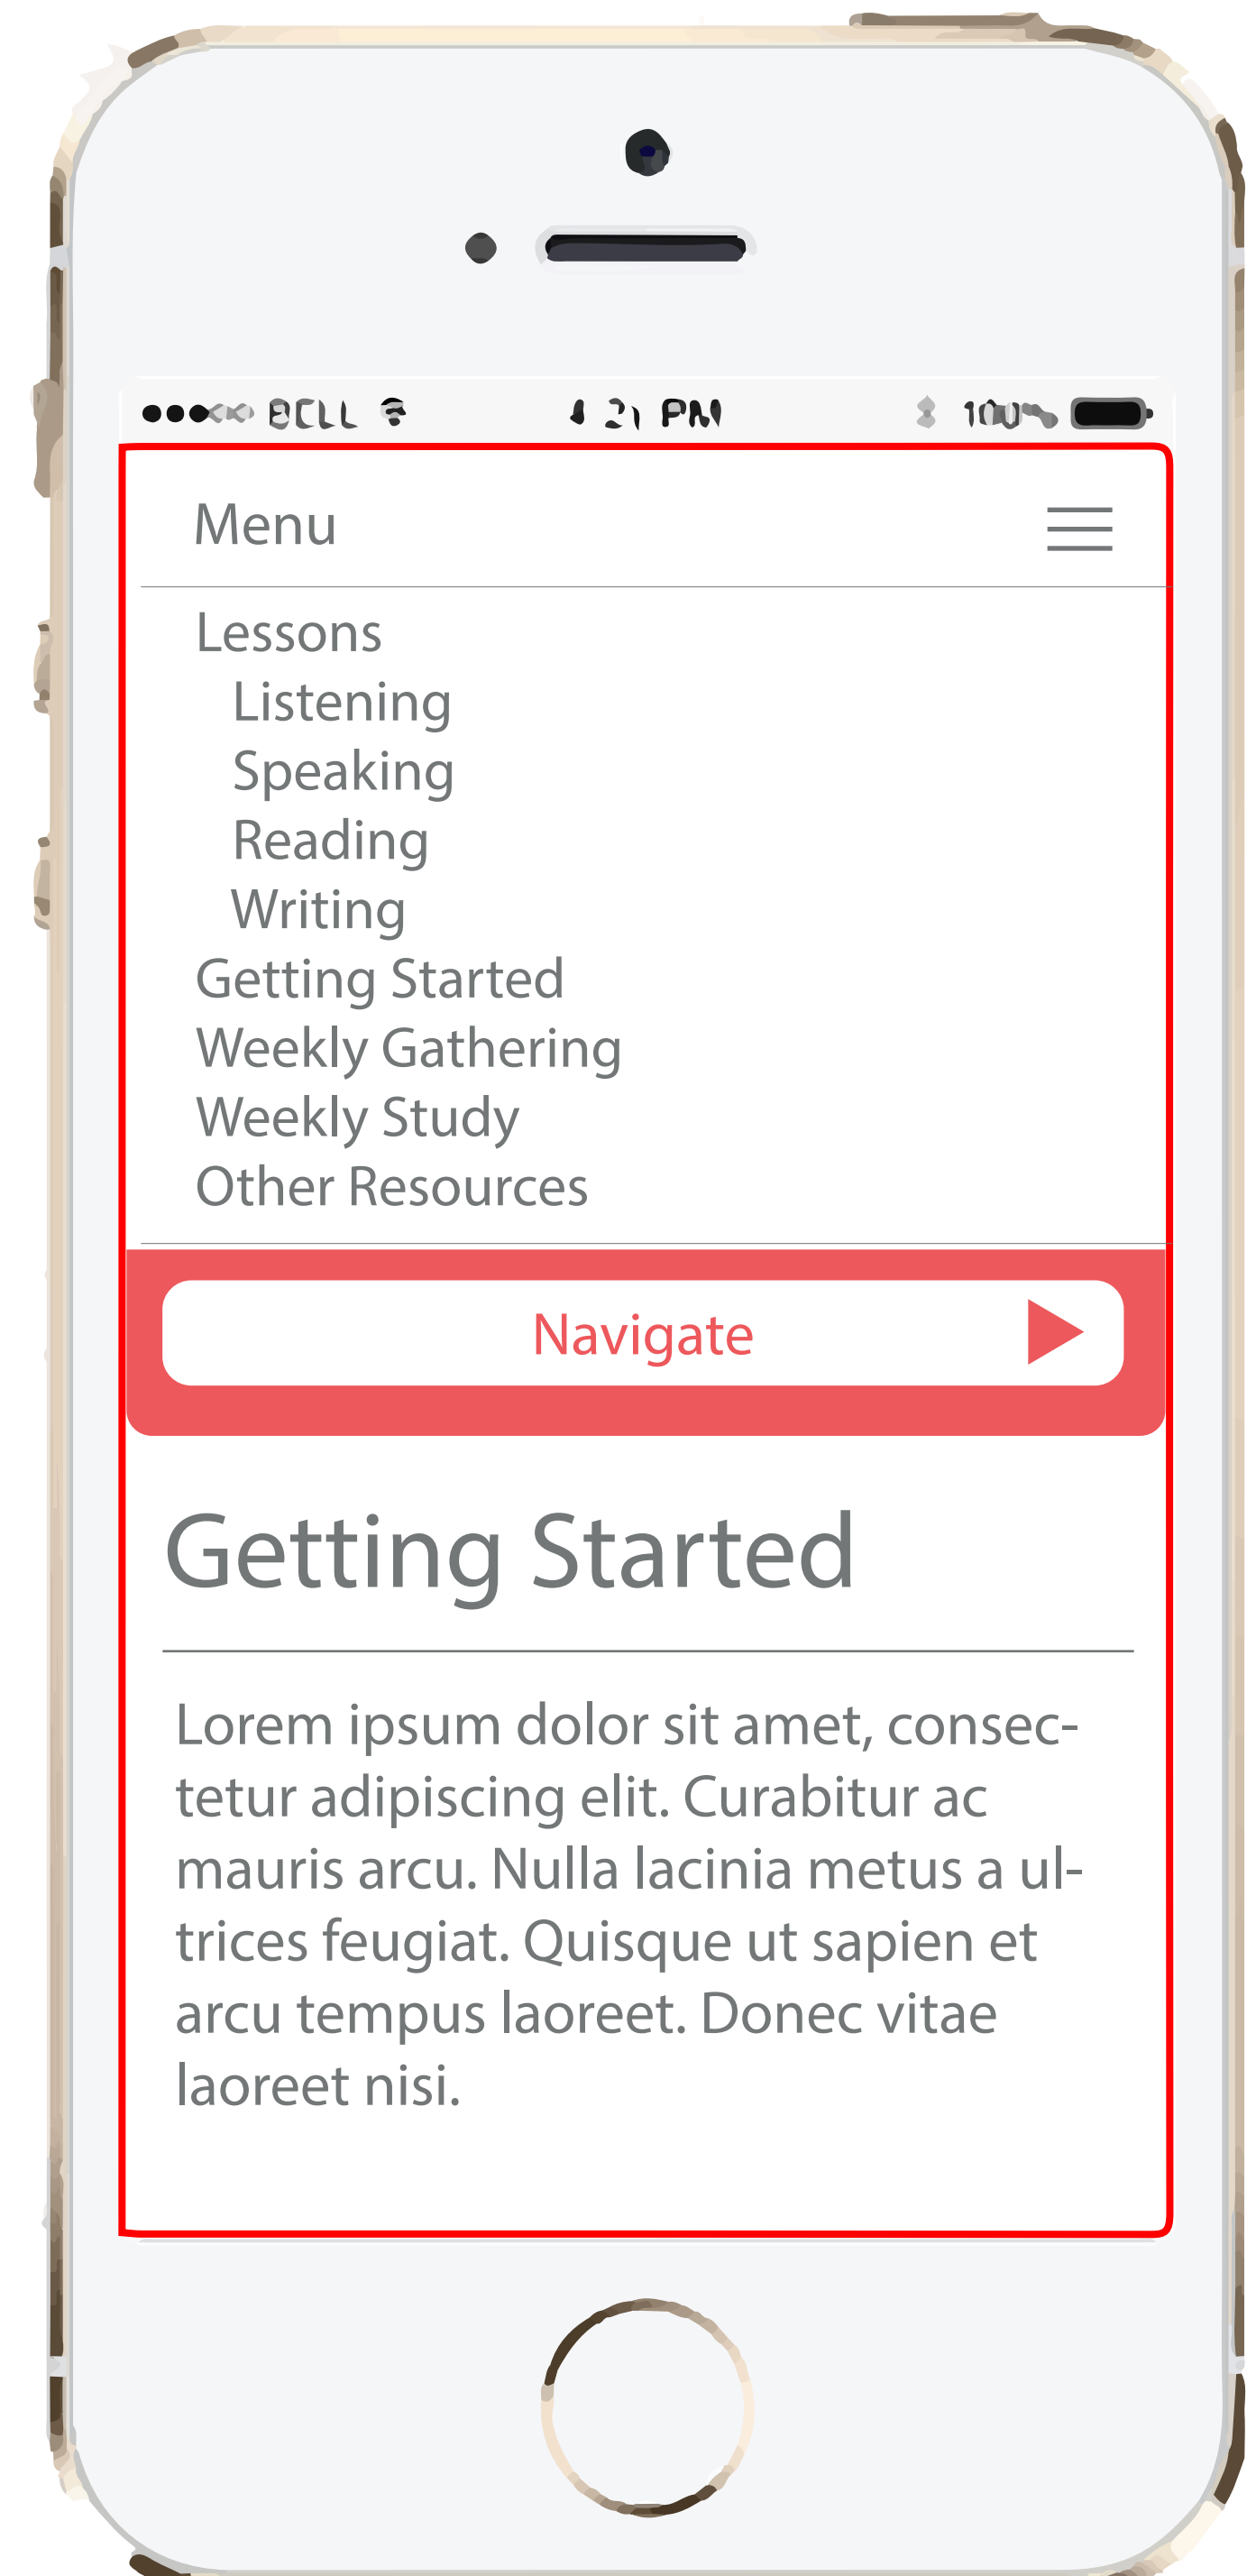 PM
Menu
Lessons
Listening
Speaking
Reading
Writing
Getting Started
Weekly Gathering
Weekly Study
Other Resources
Navigate
Getting Started
Lorem ipsum dolor sit amet, consec-
tetur adipiscing elit. Curabitur ac
mauris arcu. Nulla lacinia metus a ul-
trices feugiat. Quisque ut sapien et
arcu tempus laoreet. Donec vitae
laoreet nisi.